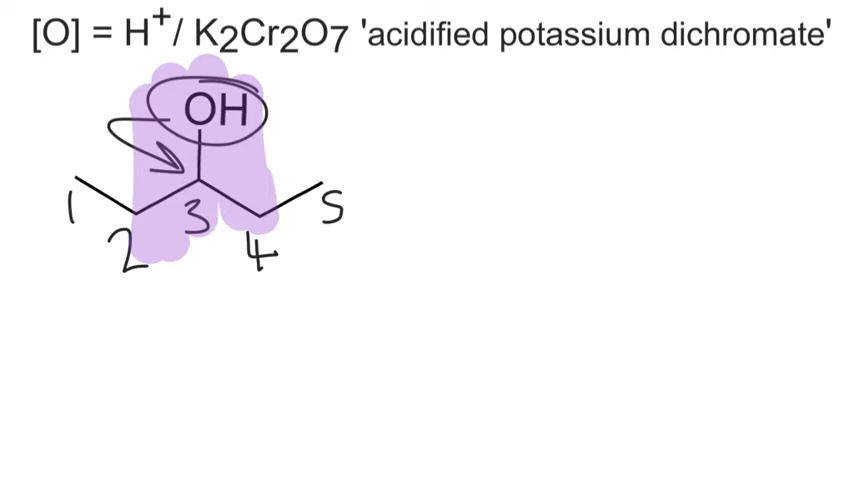 [O] = H+/ K2Cr2O7 'acidified potassium dichromate'
OH
1 2 3 4 5